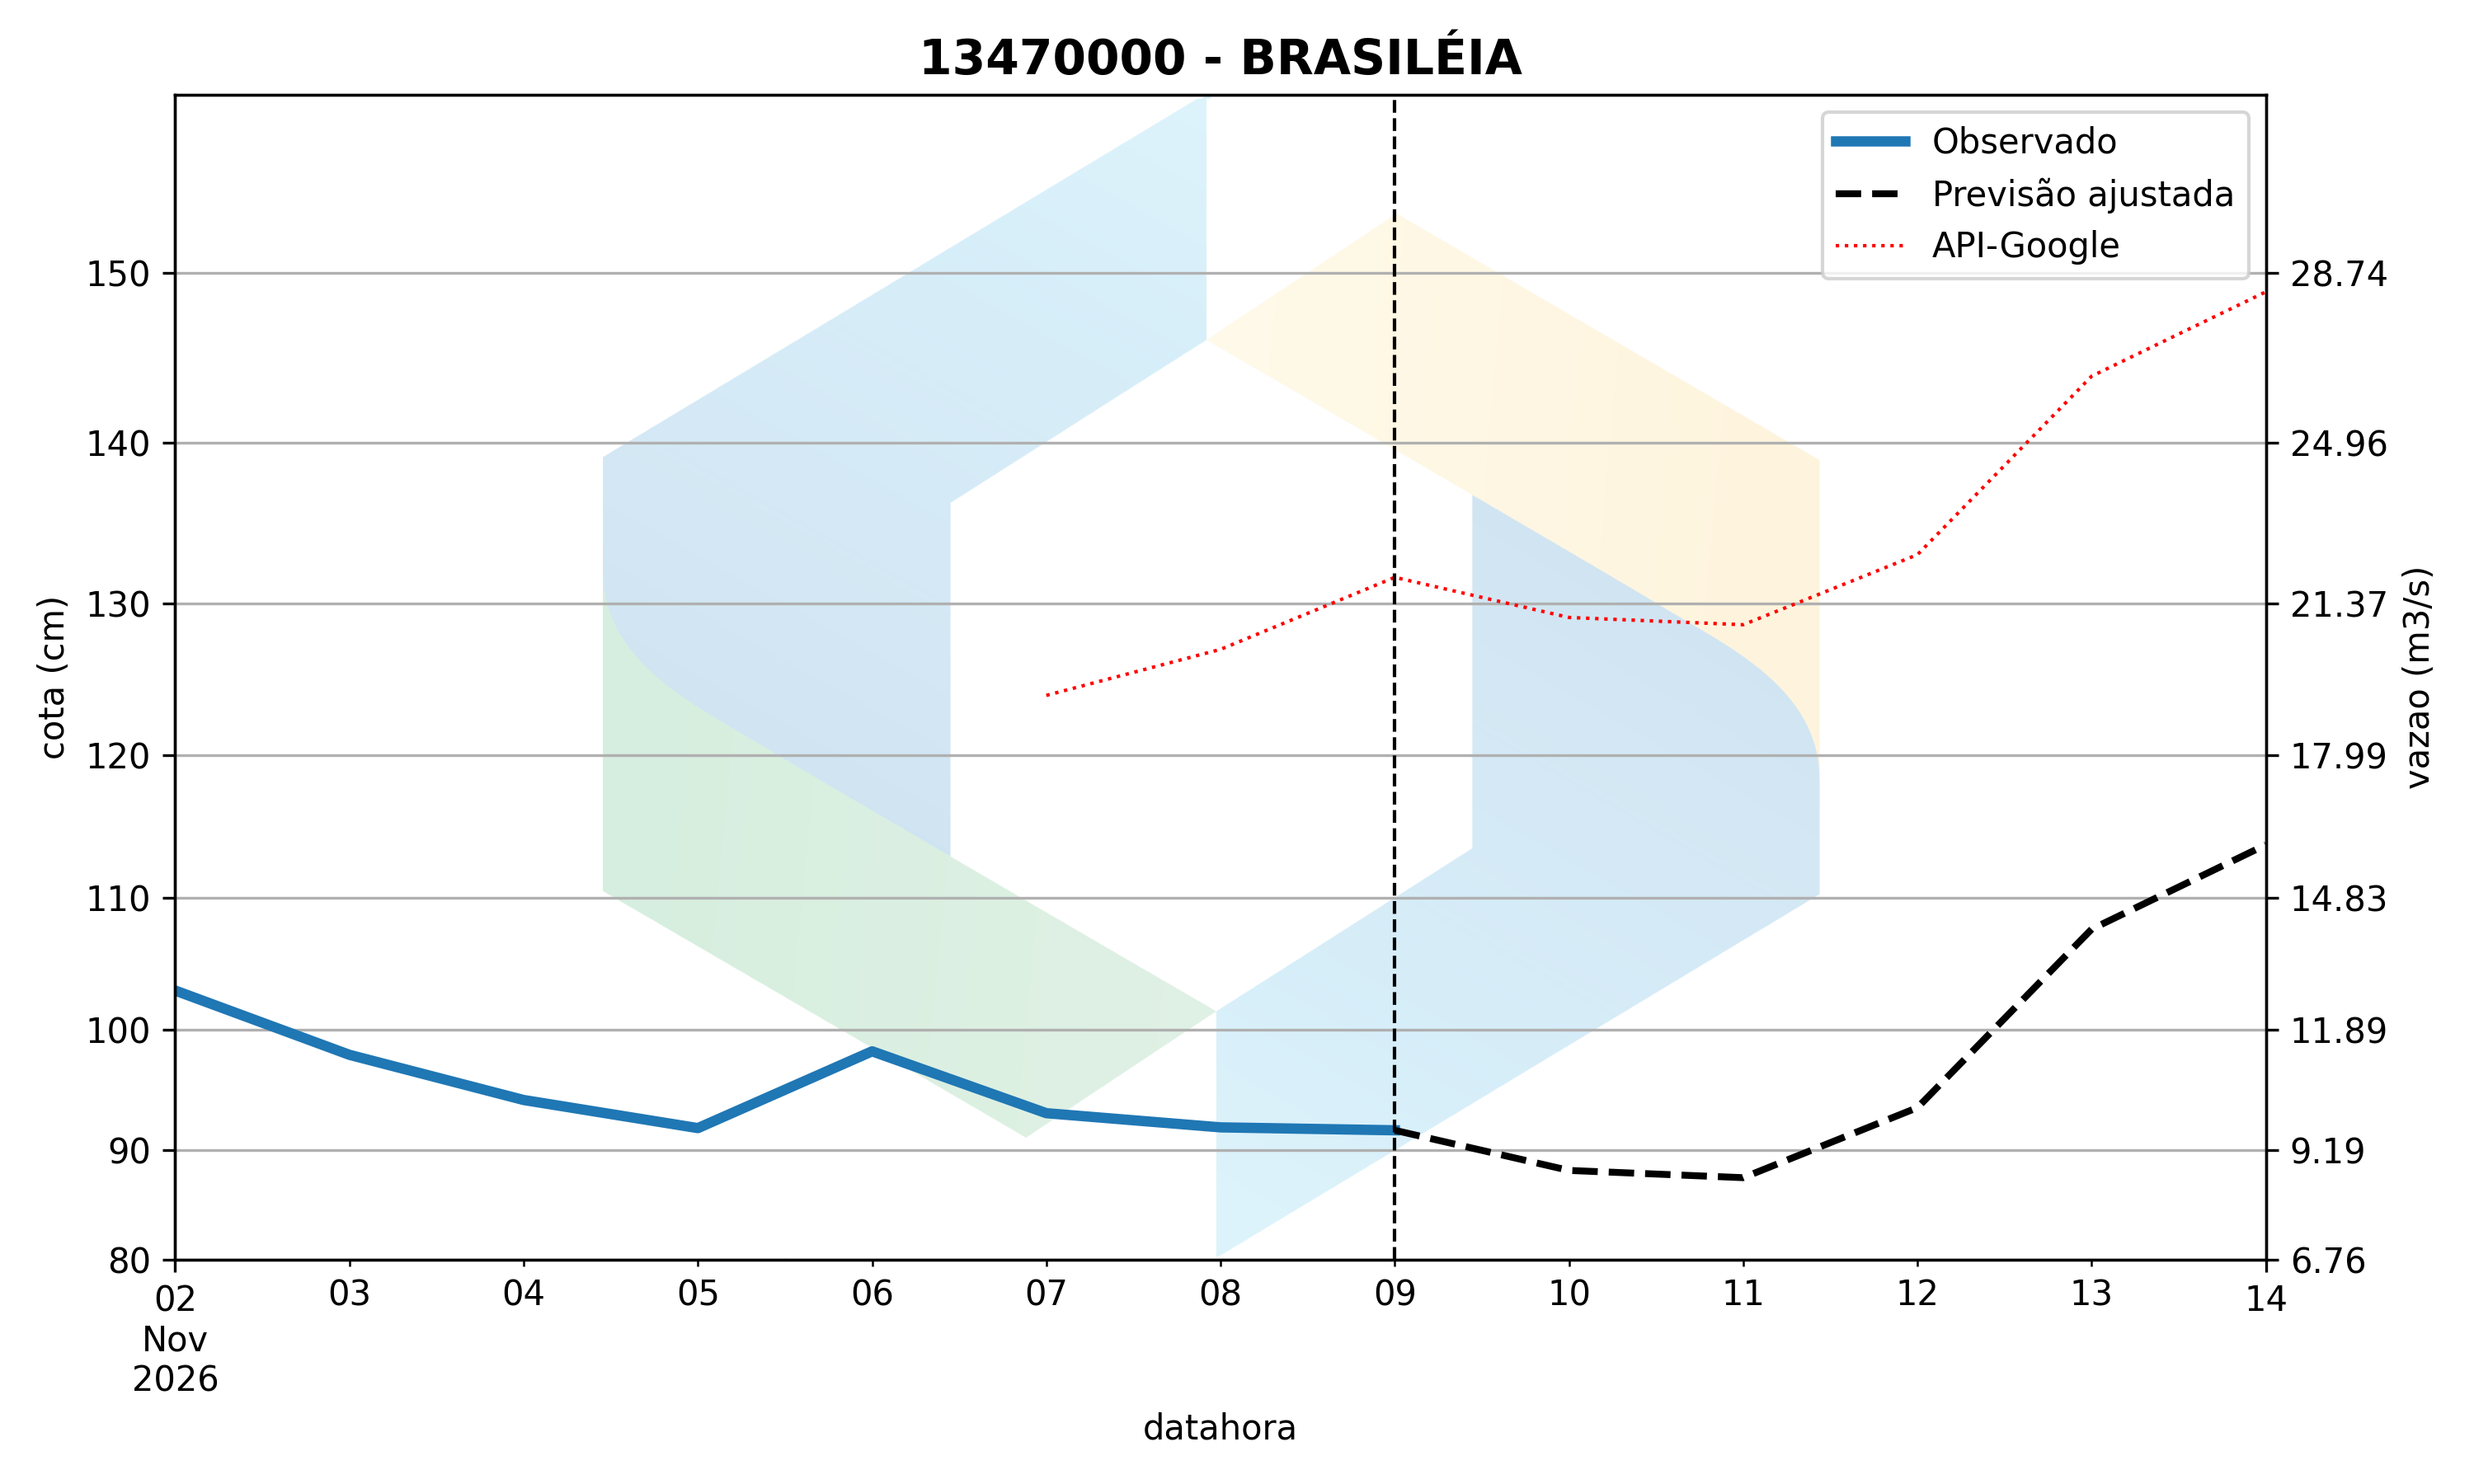 13470000 - BRASILÉIA
Observado
Previsão ajustada
API-Google
150
140
130
120
110
100
90
80
cota (cm)
28.74
24.96
21.37
17.99
14.83
11.89
9.19
6.76
vazao (m3/s)
02 03 04 05 06 07 08 09 10 11 12 13 14
Nov
2026
datahora